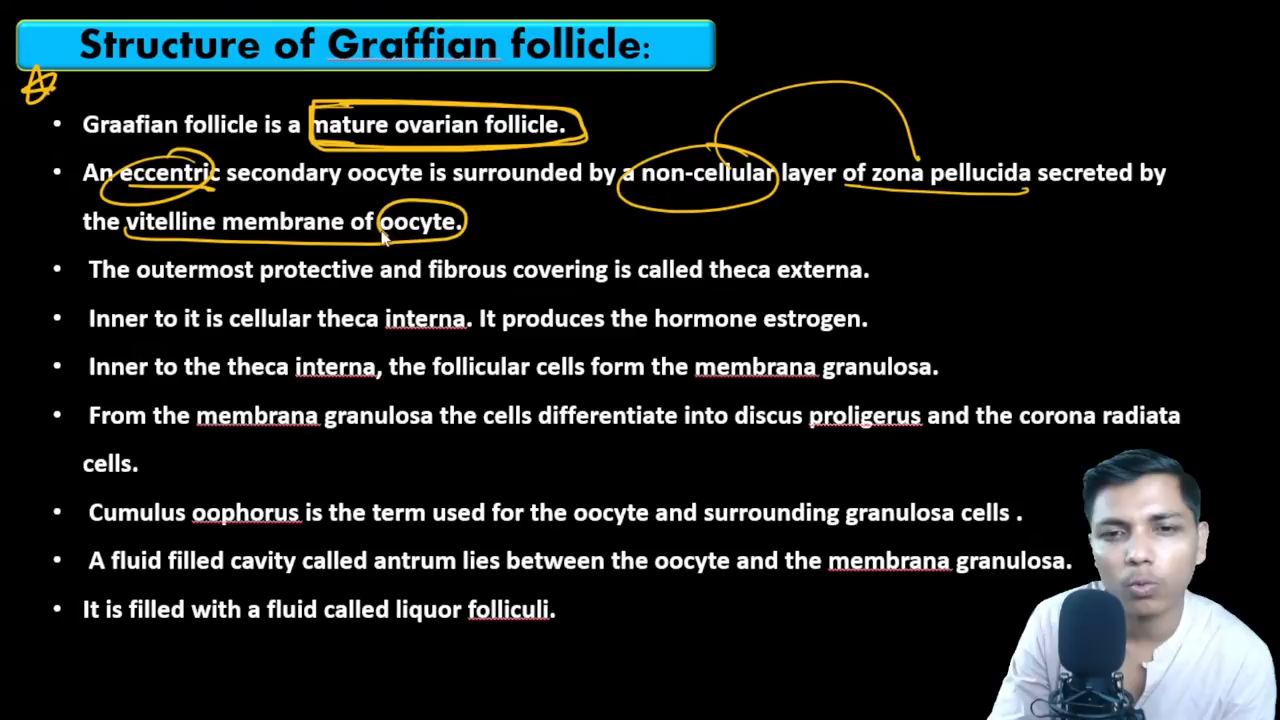 Structure of Graffian follicle:
• Graafian follicle is a mature ovarian follicle.
• An eccentric secondary oocyte is surrounded by a non-cellular layer of zona pellucida secreted by
the vitelline membrane of oocyte.
• The outermost protective and fibrous covering is called theca externa.
• Inner to it is cellular theca interna. It produces the hormone estrogen.
• Inner to the theca interna, the follicular cells form the membrana granulosa.
• From the membrana granulosa the cells differentiate into discus proligerus and the corona radiata
cells.
• Cumulus oophorus is the term used for the oocyte and surrounding granulosa cells .
• A fluid filled cavity called antrum lies between the oocyte and the membrana granulosa.
• It is filled with a fluid called liquor folliculi.